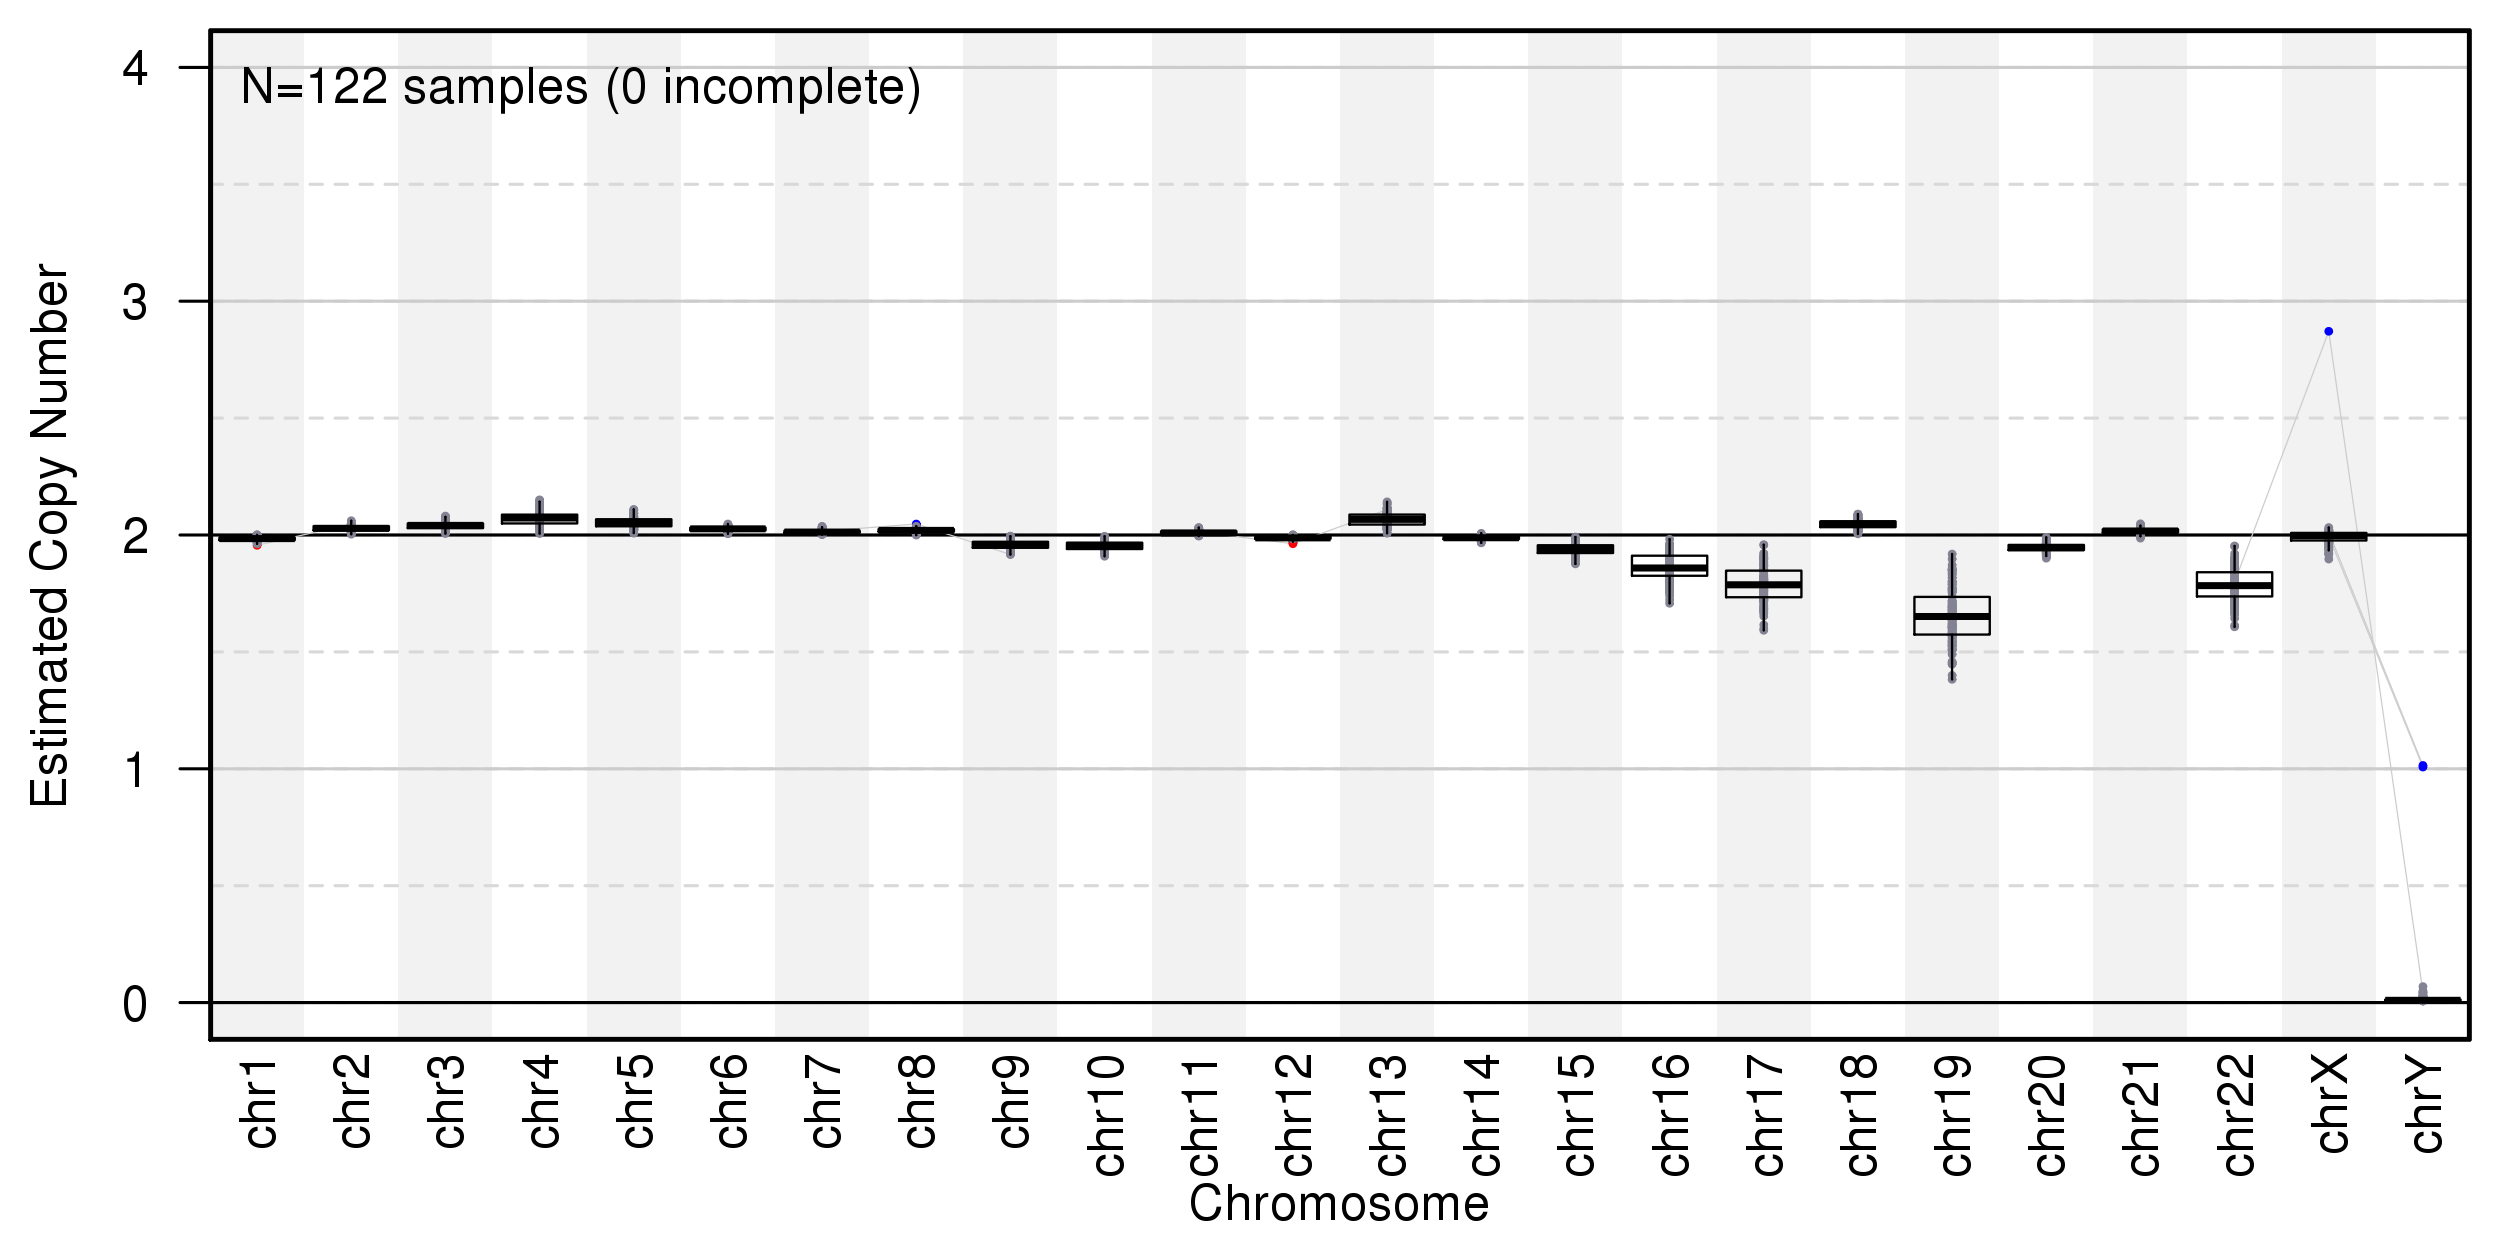 N=122 samples (0 incomplete)
Estimated Copy Number
4
3
2
1
0
chr1
chr2
chr3
chr4
chr5
chr6
chr7
chr8
chr9
chr10
chr11
chr12
chr13
chr14
chr15
chr16
chr17
chr18
chr19
chr20
chr21
chr22
chrX
chrY
Chromosome